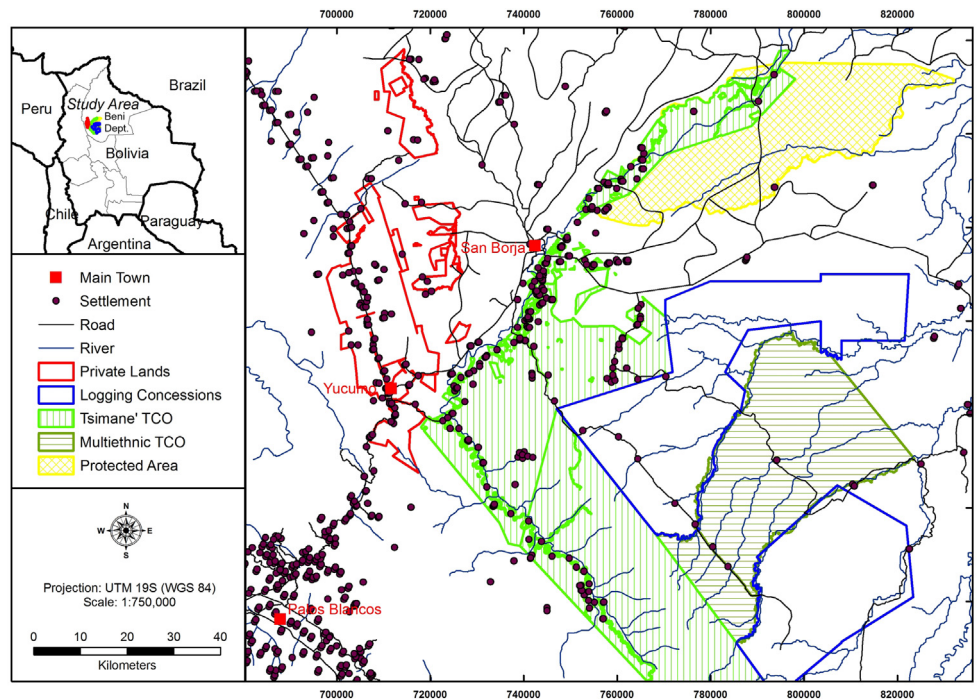 700000 720000 740000 760000 780000 800000 820000
Brazil
Peru
Study Area
Beni
Dept.
Bolivia
Chile
Paraguay
Argentina
Main Town
Settlement
Road
River
Private Lands
Logging Concessions
Tsimane' TCO
Multiethnic TCO
Protected Area
N
W E
S
Projection: UTM 19S (WGS 84)
Scale: 1:750,000
0 10 20 30 40
Kilometers
San Borja
Yucumo
Palos Blancos
700000 720000 740000 760000 780000 800000 820000